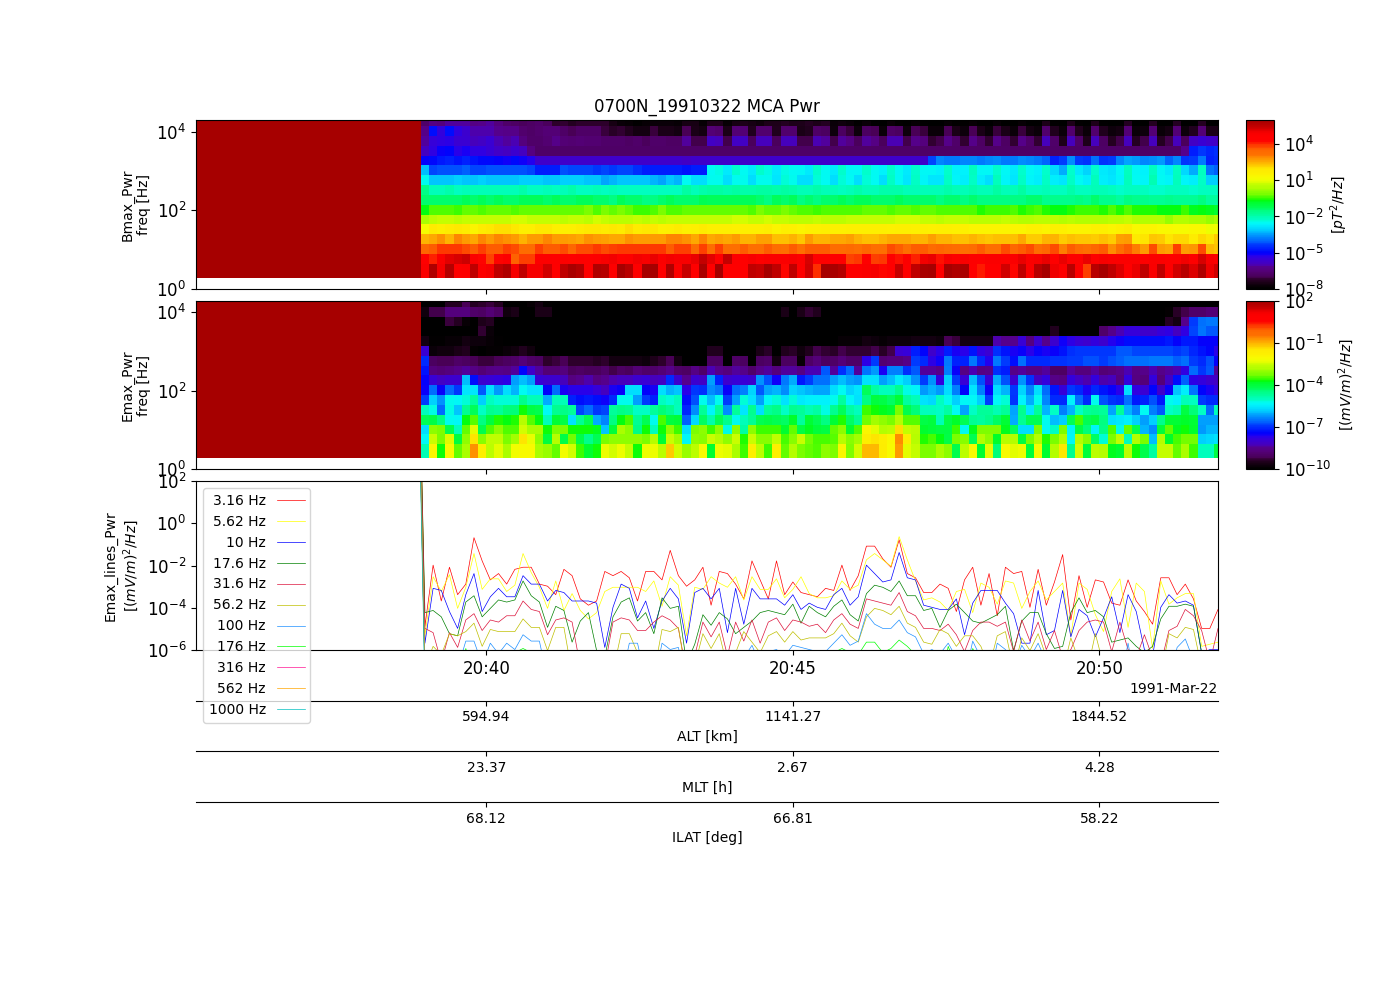 0700N_19910322 MCA Pwr
10^4
10^2
10^0
Bmax_Pwr
freq [Hz]
10^4
10^1
10^-2
10^-5
10^-8
[pT^2/Hz]
10^4
10^2
10^0
Emax_Pwr
freq [Hz]
10^2
10^-1
10^-4
10^-7
10^-10
[(mV/m)^2/Hz]
10^2
10^0
10^-2
10^-4
10^-6
Emax_lines_Pwr
[(mV/m)^2/Hz]
3.16 Hz
5.62 Hz
10 Hz
17.6 Hz
31.6 Hz
56.2 Hz
100 Hz
176 Hz
316 Hz
562 Hz
1000 Hz
20:40 20:45 20:50
1991-Mar-22
594.94 1141.27 1844.52
ALT [km]
23.37 2.67 4.28
MLT [h]
68.12 66.81 58.22
ILAT [deg]